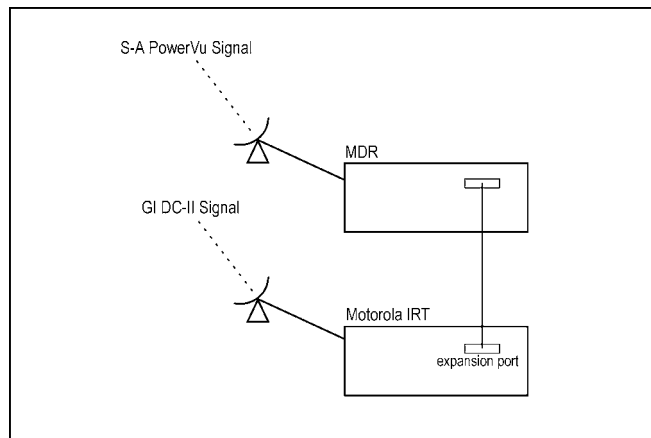 S-A PowerVu Signal
MDR
GI DC-II Signal
Motorola IRT
expansion port